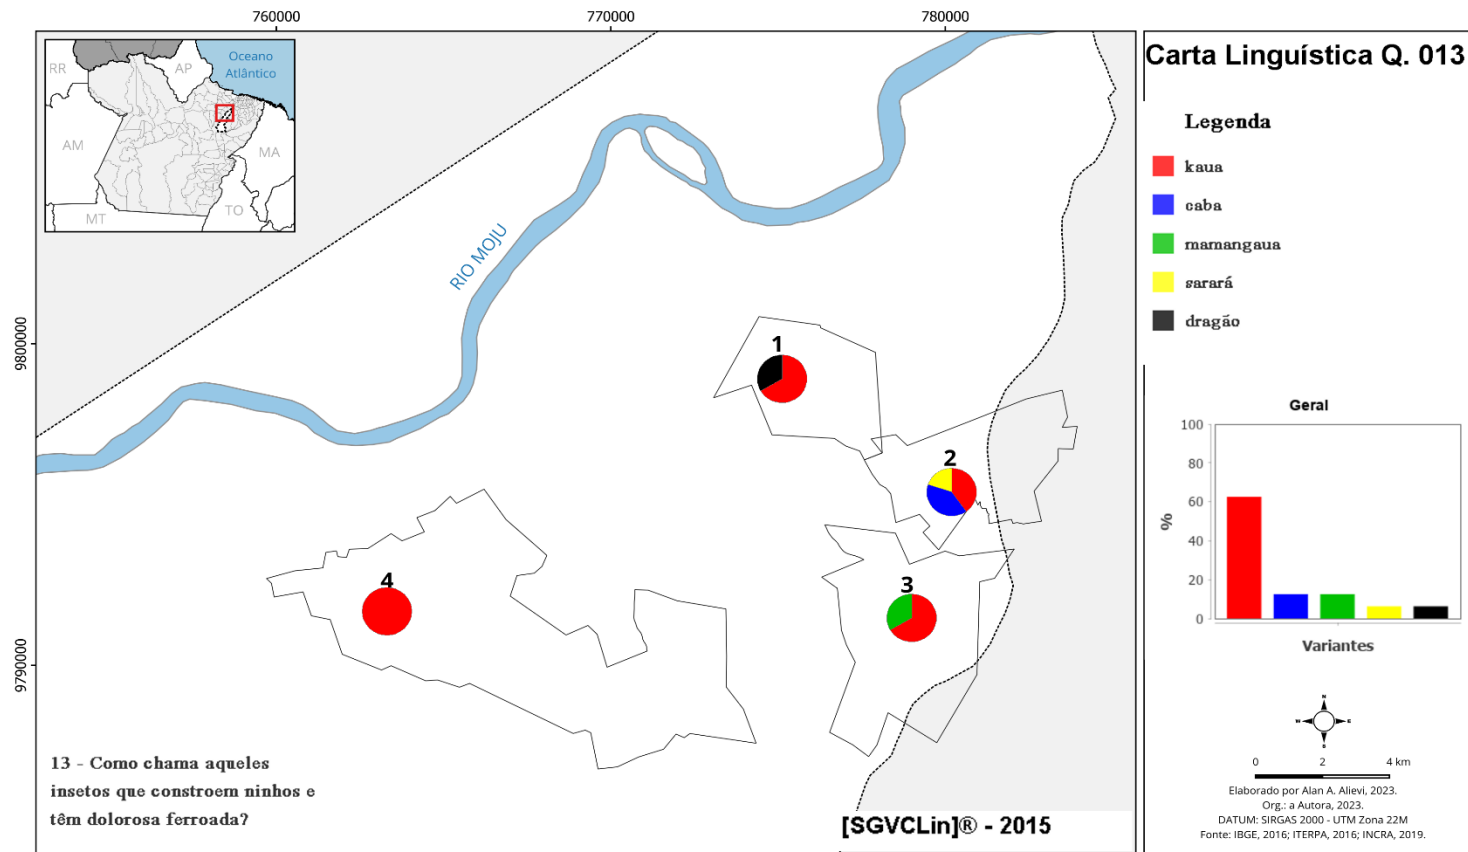 760000
770000
780000
Carta Linguística Q. 013
RR
AP
Oceano
Atlântico
AM
MA
MT
TO
Legenda
kaua
caba
mamangaua
sarará
dragão
RIO MOJU
9800000
9790000
1
2
3
4
Geral
100
80
60
40
20
0
%
Variantes
N
W
E
S
0 2 4 km
Elaborado por Alan A. Alievi, 2023.
Org.: a Autora, 2023.
DATUM: SIRGAS 2000 - UTM Zona 22M
Fonte: IBGE, 2016; ITERPA, 2016; INCRA, 2019.
13 - Como chama aqueles
insetos que constroem ninhos e
têm dolorosa ferroada?
[SGVCLin]® - 2015